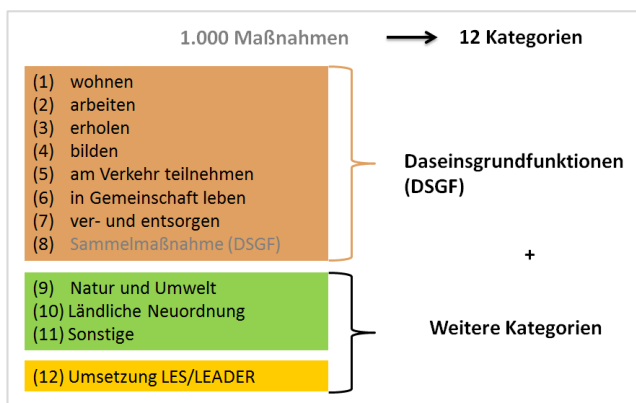 1.000 Maßnahmen 12 Kategorien
(1) wohnen
(2) arbeiten
(3) erholen
(4) bilden
(5) am Verkehr teilnehmen
(6) in Gemeinschaft leben
(7) ver- und entsorgen
(8) Sammelmaßnahme (DSGF)
Daseinsgrundfunktionen
(DSGF)
+
(9) Natur und Umwelt
(10) Ländliche Neuordnung
(11) Sonstige
(12) Umsetzung LES/LEADER
Weitere Kategorien